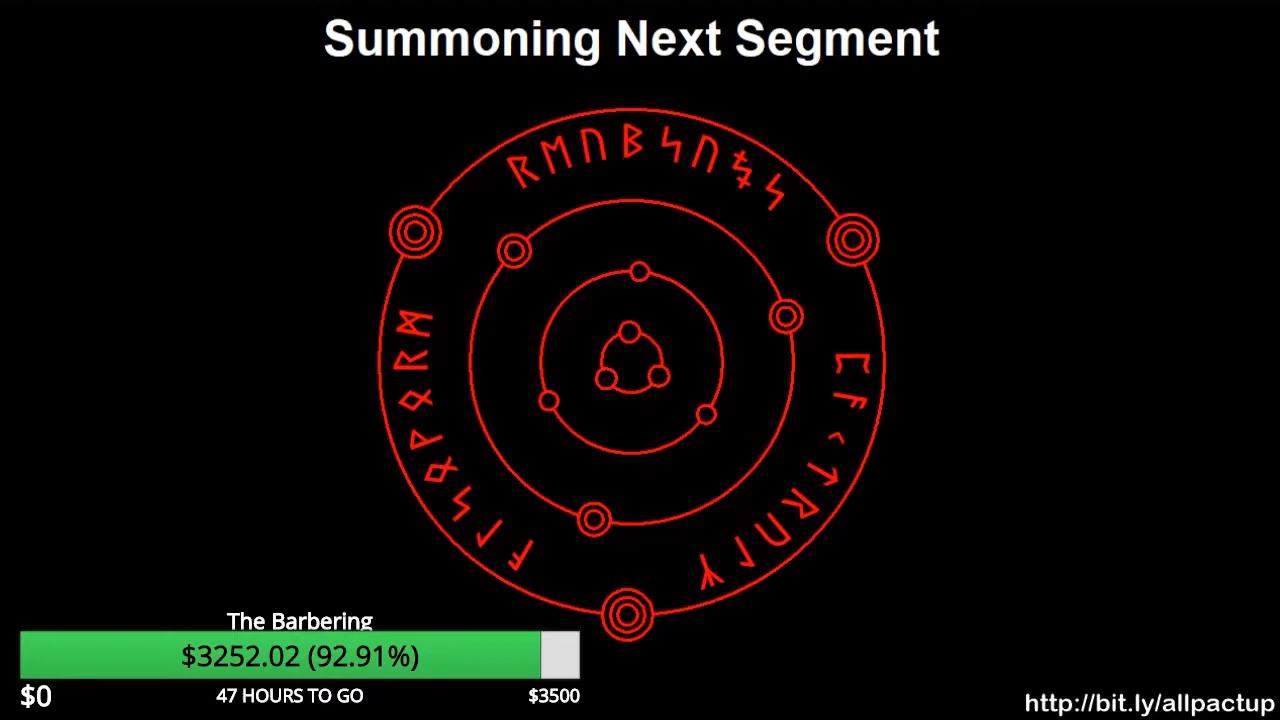 Summoning Next Segment
ᛈᚨᚲᛏᚱᚢᛚᛉ
The Barbering
$3252.02 (92.91%)
$0 47 HOURS TO GO $3500
http://bit.ly/allpactup